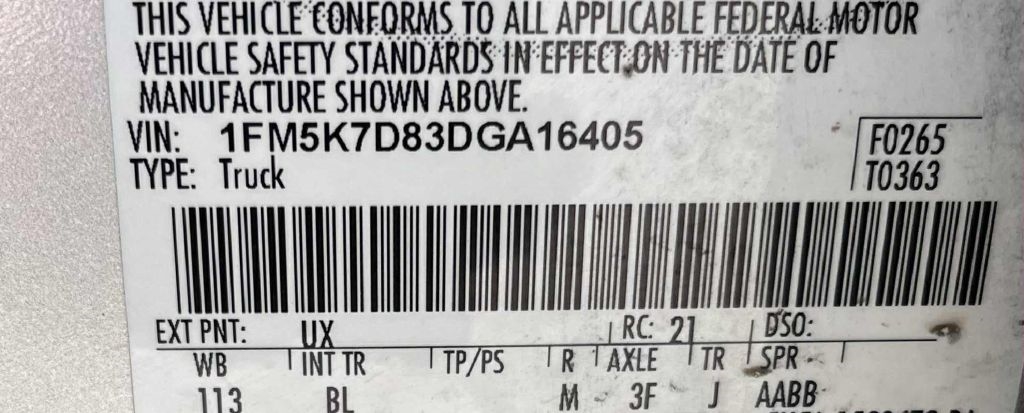 THIS VEHICLE CONFORMS TO ALL APPLICABLE FEDERAL MOTOR
VEHICLE SAFETY STANDARDS IN EFFECT ON THE DATE OF
MANUFACTURE SHOWN ABOVE.
VIN: 1FM5K7D83DGA16405
F0265
TYPE: Truck
T0363
EXT PNT: UX RC: 21 DSO:
WB INT TR TP/PS R AXLE TR SPR
113 BL M 3F J AABB